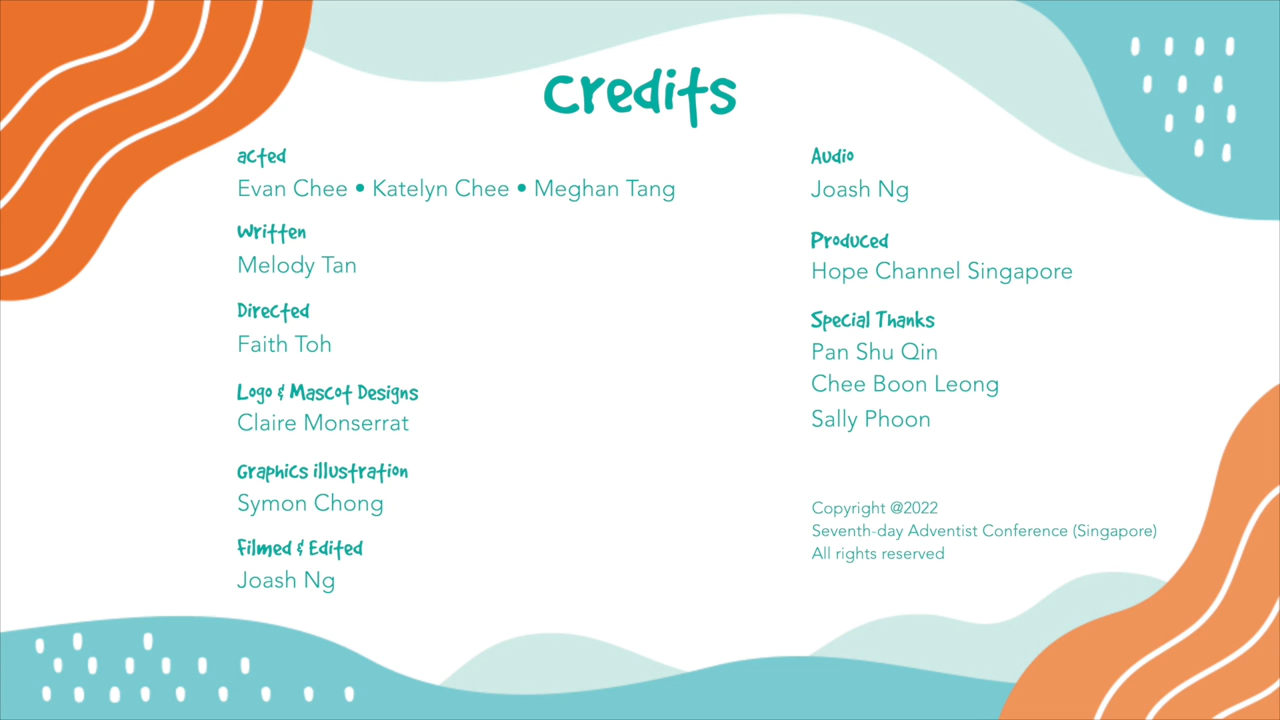 credits
acted
Evan Chee • Katelyn Chee • Meghan Tang
Written
Melody Tan
Directed
Faith Toh
Logo & Mascot Designs
Claire Monserrat
Graphics illustration
Symon Chong
Filmed & Edited
Joash Ng
Audio
Joash Ng
Produced
Hope Channel Singapore
Special Thanks
Pan Shu Qin
Chee Boon Leong
Sally Phoon
Copyright @2022
Seventh-day Adventist Conference (Singapore)
All rights reserved